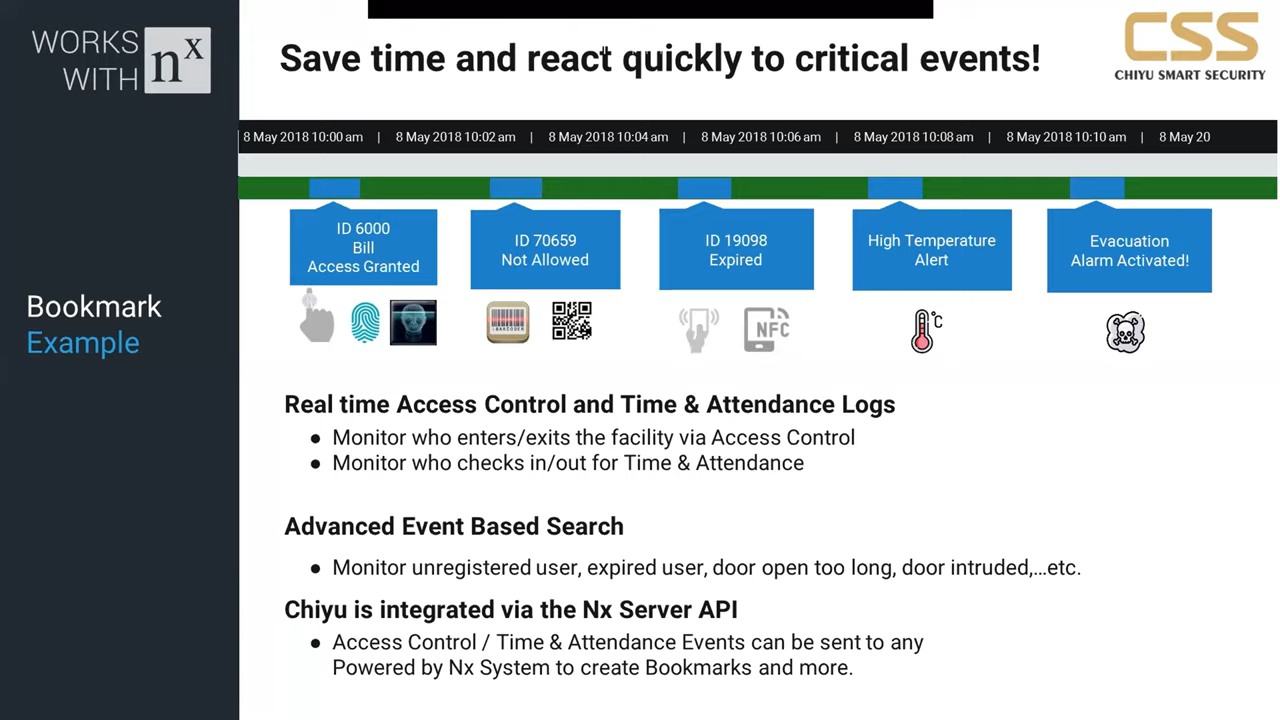 WORKS
WITH nx
Save time and react quickly to critical events!
CSS
CHIYU SMART SECURITY
8 May 2018 10:00 am | 8 May 2018 10:02 am | 8 May 2018 10:04 am | 8 May 2018 10:06 am | 8 May 2018 10:08 am | 8 May 2018 10:10 am | 8 May 20
ID 6000
Bill
Access Granted
ID 70659
Not Allowed
ID 19098
Expired
High Temperature
Alert
Evacuation
Alarm Activated!
NFC
°C
Bookmark
Example
Real time Access Control and Time & Attendance Logs
● Monitor who enters/exits the facility via Access Control
● Monitor who checks in/out for Time & Attendance
Advanced Event Based Search
● Monitor unregistered user, expired user, door open too long, door intruded,...etc.
Chiyu is integrated via the Nx Server API
● Access Control / Time & Attendance Events can be sent to any
Powered by Nx System to create Bookmarks and more.